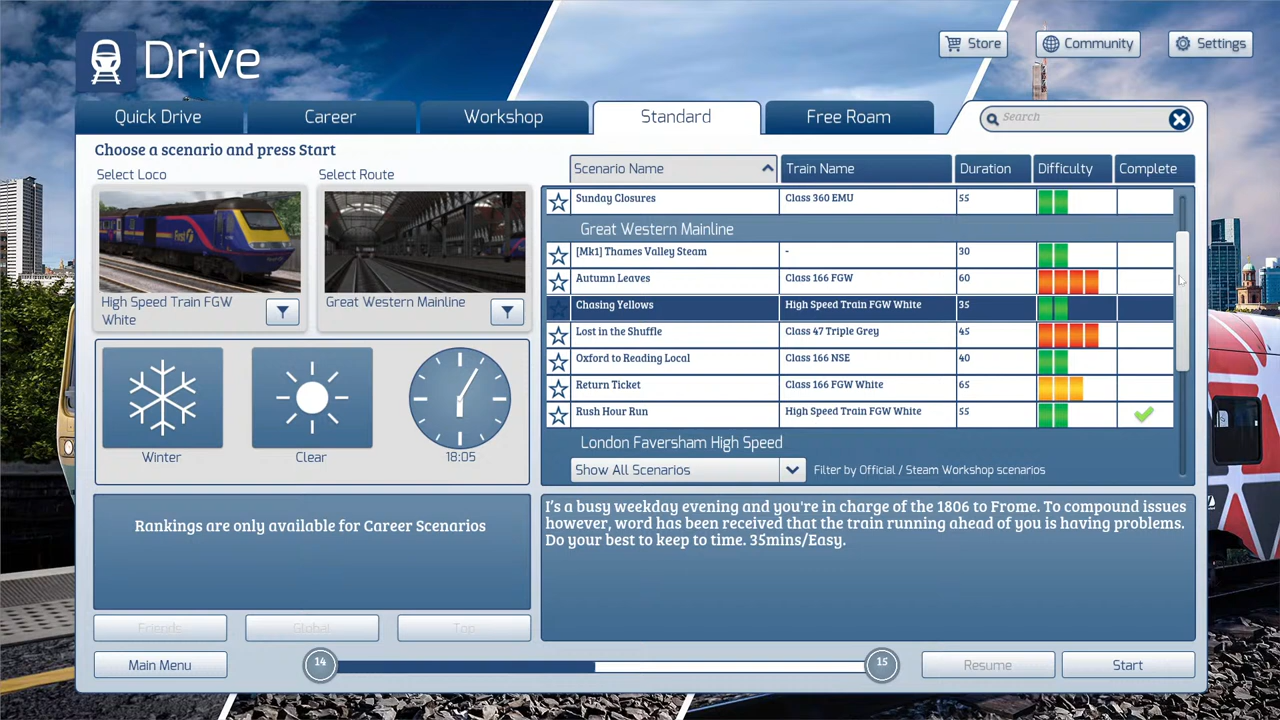 Drive
Store
Community
Settings
Quick Drive
Career
Workshop
Standard
Free Roam
Search
Choose a scenario and press Start
Select Loco
Select Route
High Speed Train FGW
White
Great Western Mainline
Winter
Clear
18:05
Scenario Name
Train Name
Duration
Difficulty
Complete
Sunday Closures
Class 360 EMU
55
Great Western Mainline
[Mk1] Thames Valley Steam
-
30
Autumn Leaves
Class 166 FGW
60
Chasing Yellows
High Speed Train FGW White
35
Lost in the Shuffle
Class 47 Triple Grey
45
Oxford to Reading Local
Class 166 NSE
40
Return Ticket
Class 166 FGW White
65
Rush Hour Run
High Speed Train FGW White
55
London Faversham High Speed
Show All Scenarios
Filter by Official / Steam Workshop scenarios
Rankings are only available for Career Scenarios
I's a busy weekday evening and you're in charge of the 1806 to Frome. To compound issues
however, word has been received that the train running ahead of you is having problems.
Do your best to keep to time. 35mins/Easy.
Friends
Global
Top
Main Menu
14
15
Resume
Start